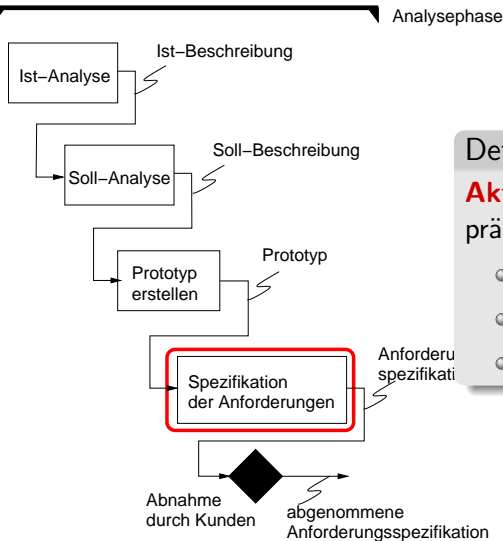 Analysephase
Ist–Analyse
Ist–Beschreibung
Soll–Analyse
Soll–Beschreibung
Prototyp
erstellen
Prototyp
Spezifikation
der Anforderungen
Abnahme
durch Kunden
abgenommene
Anforderungsspezifikation